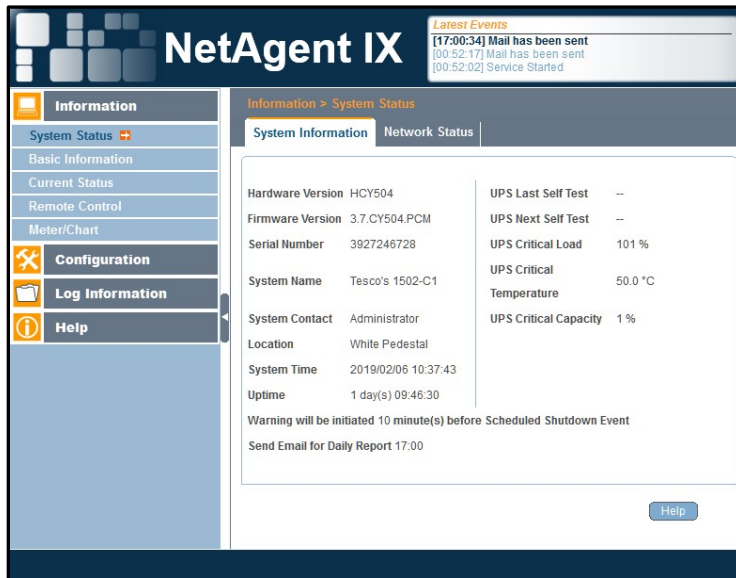 NetAgent IX
Latest Events
[17:00:34] Mail has been sent
[00:52:17] Mail has been sent
[00:52:02] Service Started
Information
System Status
Basic Information
Current Status
Remote Control
Meter/Chart
Configuration
Log Information
Help
Information > System Status
System Information Network Status
Hardware Version HCY504
Firmware Version 3.7.CY504.PCM
Serial Number 3927246728
System Name Tesco's 1502-C1
System Contact Administrator
Location White Pedestal
System Time 2019/02/06 10:37:43
Uptime 1 day(s) 09:46:30
UPS Last Self Test --
UPS Next Self Test --
UPS Critical Load 101 %
UPS Critical
Temperature 50.0 °C
UPS Critical Capacity 1 %
Warning will be initiated 10 minute(s) before Scheduled Shutdown Event
Send Email for Daily Report 17:00
Help